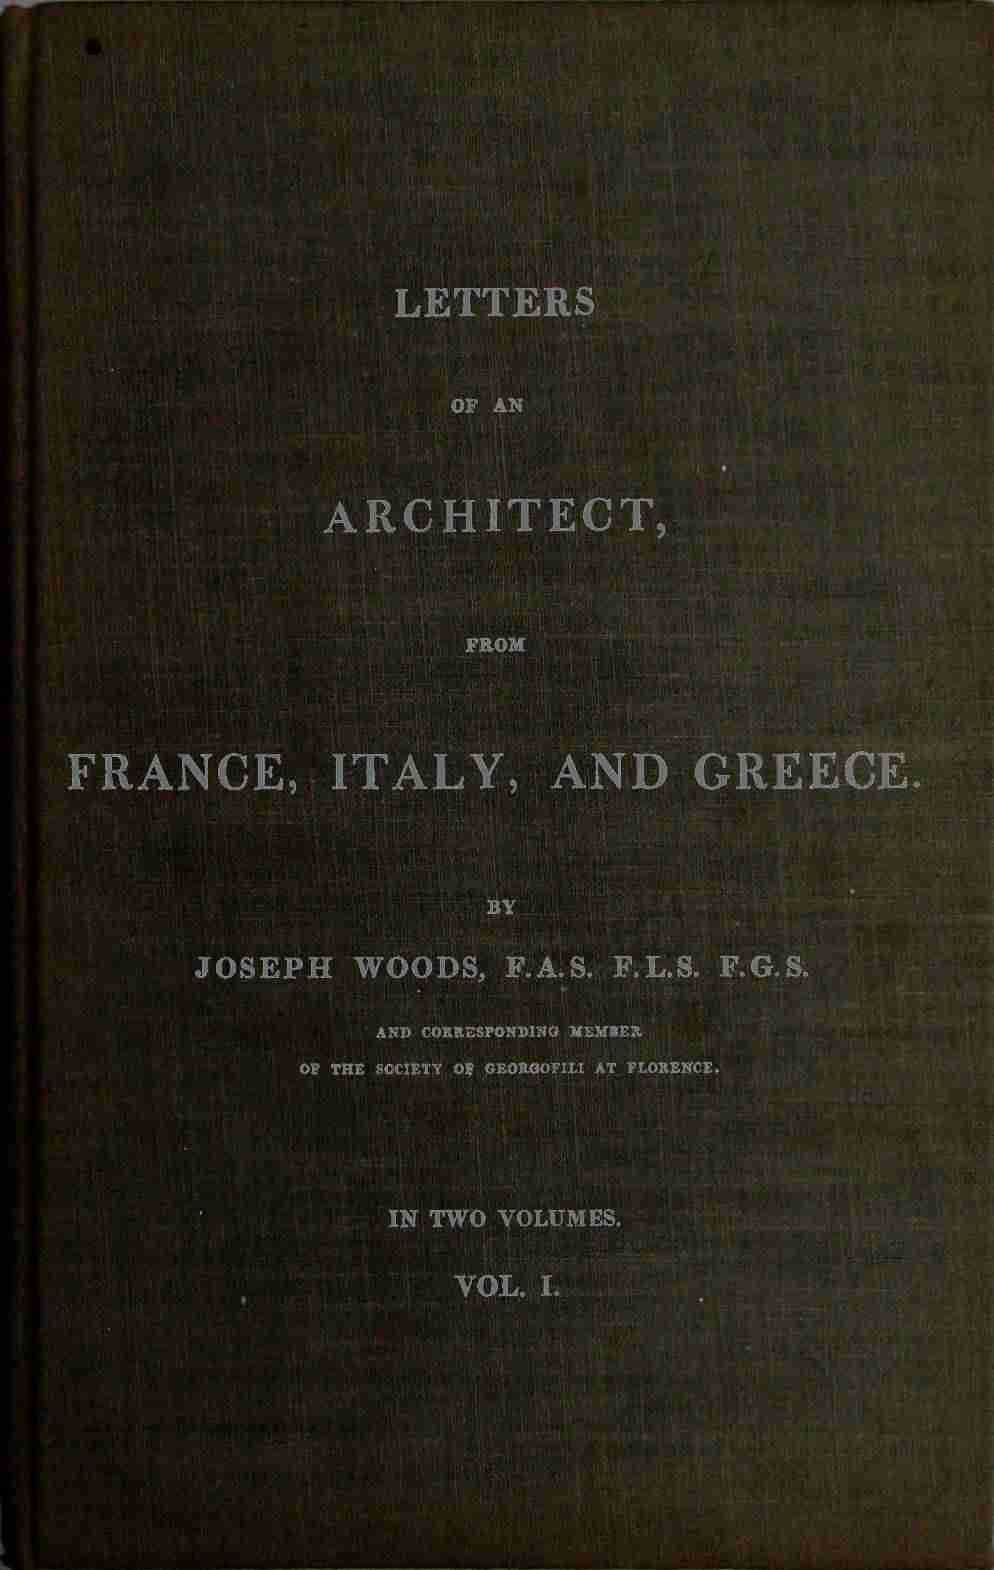 LETTERS
OF AN
ARCHITECT,
FROM
FRANCE, ITALY, AND GREECE.
BY
JOSEPH WOODS, F.A.S. F.L.S. F.G.S.
AND CORRESPONDING MEMBER
OF THE SOCIETY OF GEORGOFILI AT FLORENCE.
IN TWO VOLUMES.
VOL. I.